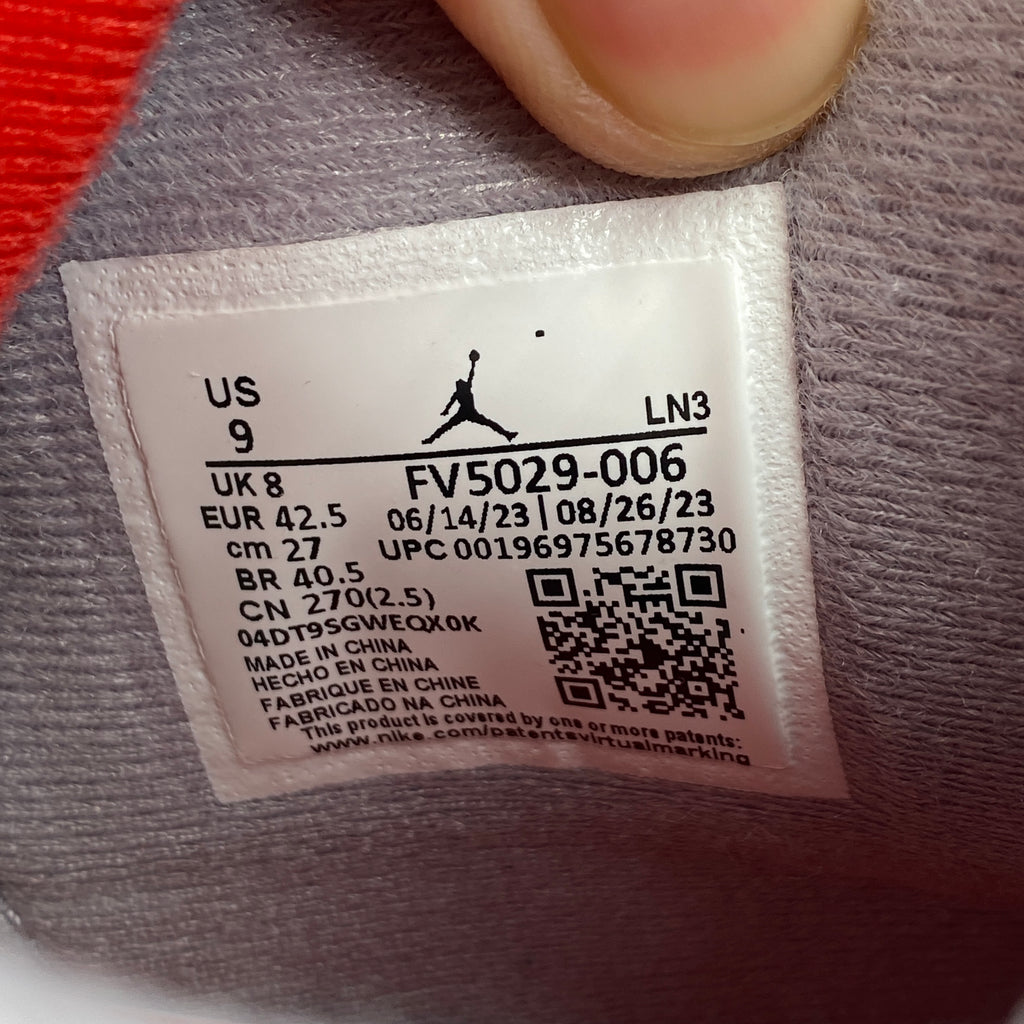 US
9
LN3
UK 8
FV5029-006
EUR 42.5
06/14/23 | 08/26/23
cm 27
UPC 00196975678730
BR 40.5
CN 270(2.5)
04DT9SGWEQX0K
MADE IN CHINA
HECHO EN CHINA
FABRIQUE EN CHINE
FABRICADO NA CHINA
This product is covered by one or more patents:
www.nike.com/patentsvirtualmarking